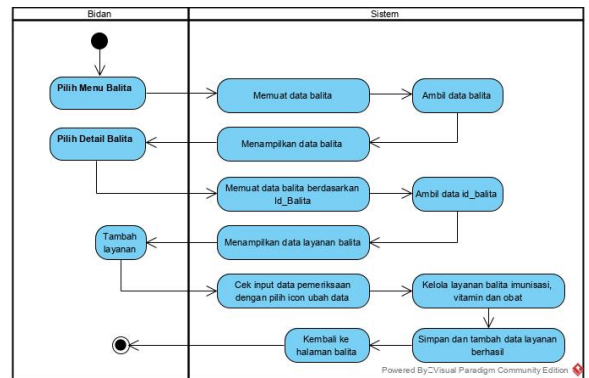 Bidan
Sistem
Pilih Menu Balita
Memuat data balita
Ambil data balita
Pilih Detail Balita
Menampilkan data balita
Memuat data balita berdasarkan
Id_Balita
Ambil data id_balita
Tambah
layanan
Menampilkan data layanan balita
Cek input data pemeriksaan
dengan pilih icon ubah data
Kelola layanan balita imunisasi,
vitamin dan obat
Kembali ke
halaman balita
Simpan dan tambah data layanan
berhasil
Powered By Visual Paradigm Community Edition